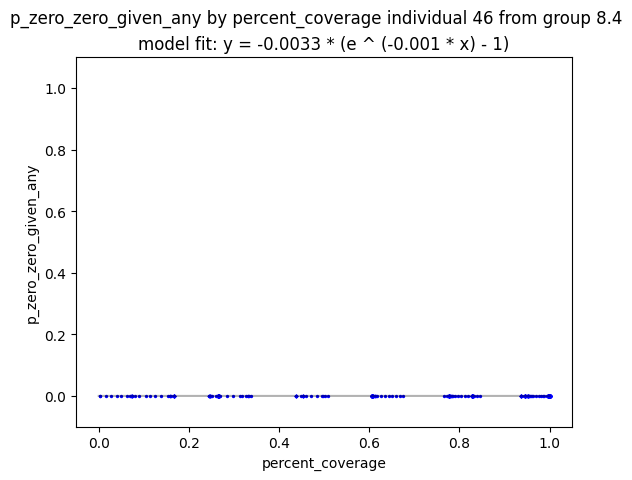 p_zero_zero_given_any by percent_coverage individual 46 from group 8.4
model fit: y = -0.0033 * (e ^ (-0.001 * x) - 1)
1.0
0.8
0.6
0.4
0.2
0.0
p_zero_zero_given_any
0.0 0.2 0.4 0.6 0.8 1.0
percent_coverage